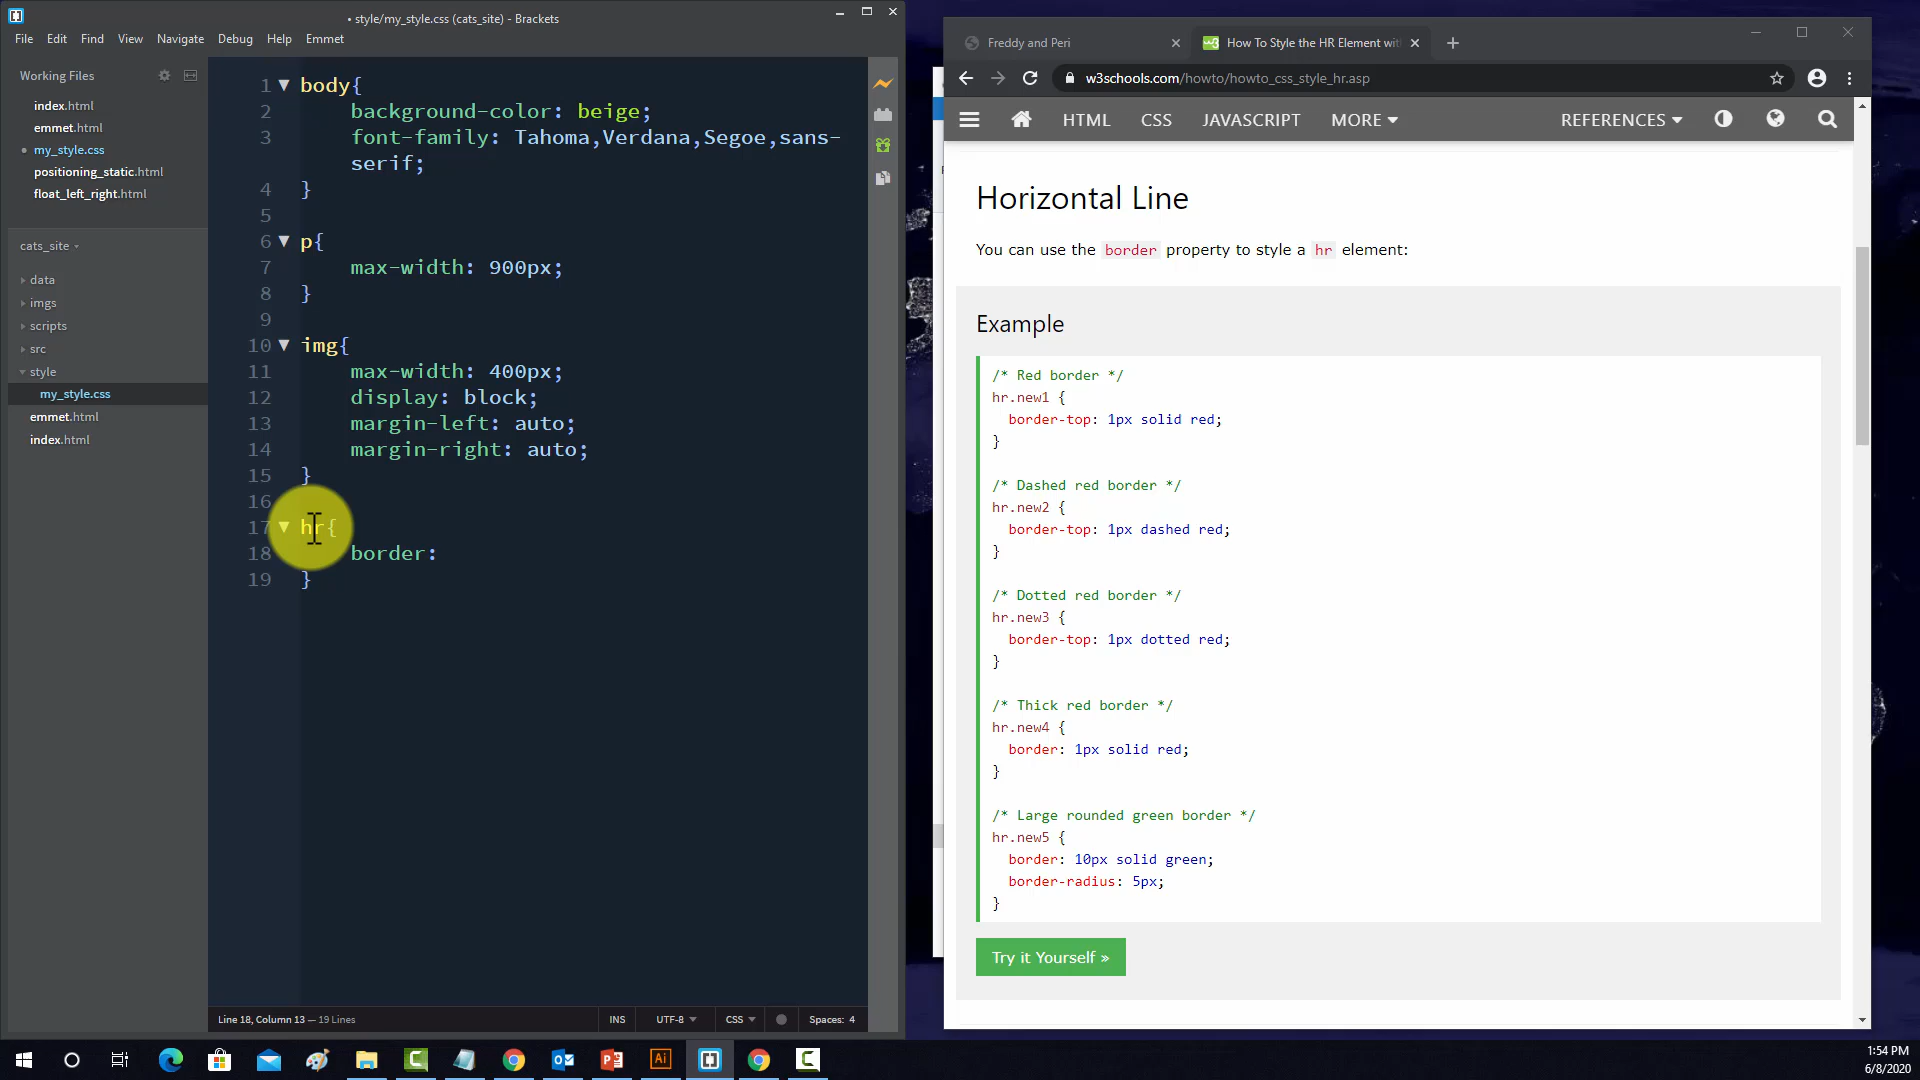 • style/my_style.css (cats_site) - Brackets
File Edit Find View Navigate Debug Help Emmet
Working Files
index.html
emmet.html
• my_style.css
positioning_static.html
float_left_right.html
cats_site
data
imgs
scripts
src
style
my_style.css
emmet.html
index.html
1 body{
2 background-color: beige;
3 font-family: Tahoma,Verdana,Segoe,sans-
serif;
4 }
5
6 p{
7 max-width: 900px;
8 }
9
10 img{
11 max-width: 400px;
12 display: block;
13 margin-left: auto;
14 margin-right: auto;
15 }
16
17 hr{
18 border:
19 }
Line 18, Column 13 — 19 Lines
INS UTF-8 CSS Spaces: 4
Freddy and Peri
How To Style the HR Element wit
w3schools.com/howto/howto_css_style_hr.asp
HTML CSS JAVASCRIPT MORE REFERENCES
Horizontal Line
You can use the border property to style a hr element:
Example
/* Red border */
hr.new1 {
border-top: 1px solid red;
}
/* Dashed red border */
hr.new2 {
border-top: 1px dashed red;
}
/* Dotted red border */
hr.new3 {
border-top: 1px dotted red;
}
/* Thick red border */
hr.new4 {
border: 1px solid red;
}
/* Large rounded green border */
hr.new5 {
border: 10px solid green;
border-radius: 5px;
}
Try it Yourself »
1:54 PM
6/8/2020